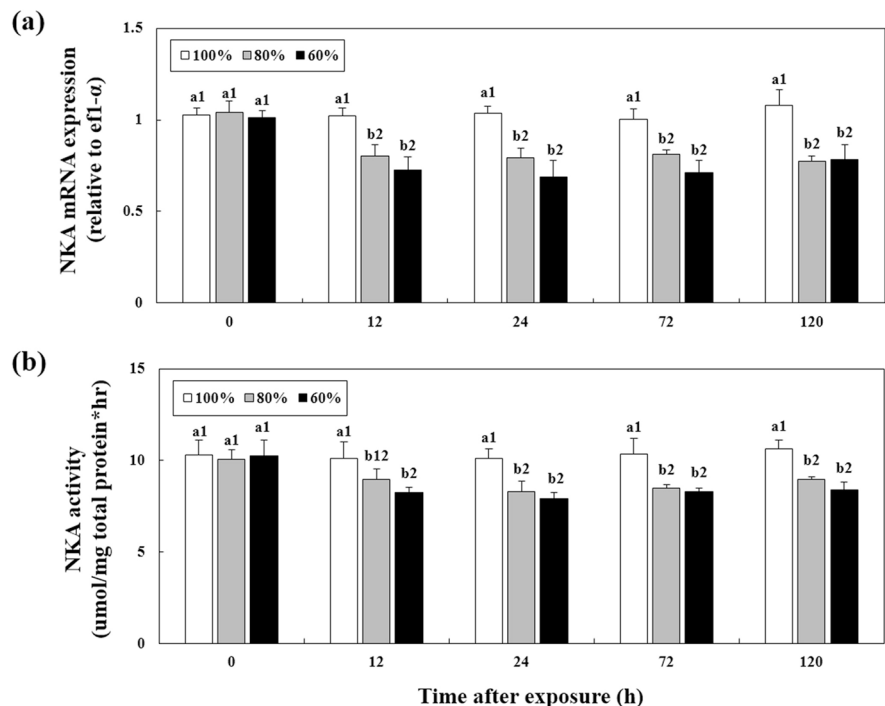 (a)
NKA mRNA expression
(relative to ef1-α)
1.5
1
0.5
0
100% 80% 60%
a1 a1 a1
a1 b2 b2
a1 b2 b2
a1 b2 b2
a1 b2 b2
0 12 24 72 120
(b)
NKA activity
(umol/mg total protein*hr)
15
10
5
0
100% 80% 60%
a1 a1 a1
a1 b12 b2
a1 b2 b2
a1 b2 b2
a1 b2 b2
0 12 24 72 120
Time after exposure (h)